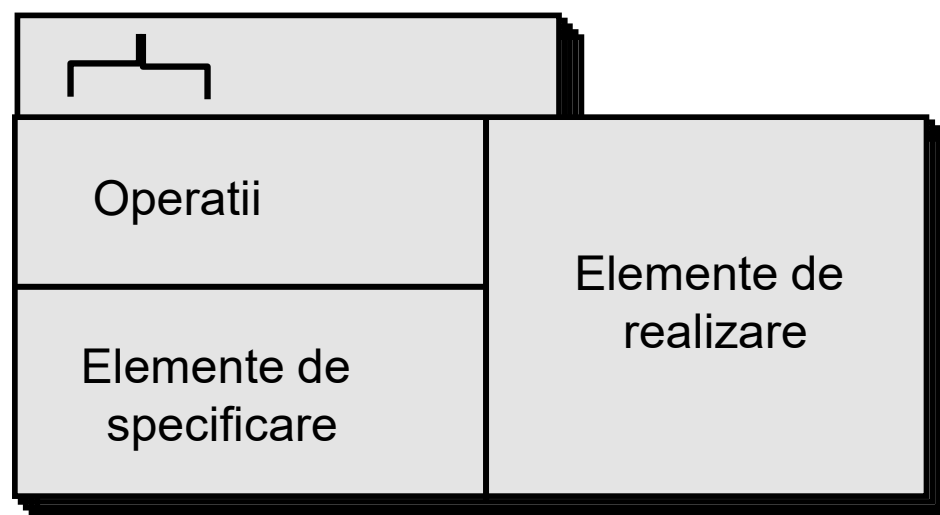 Operatii
Elemente de
specificare
Elemente de
realizare